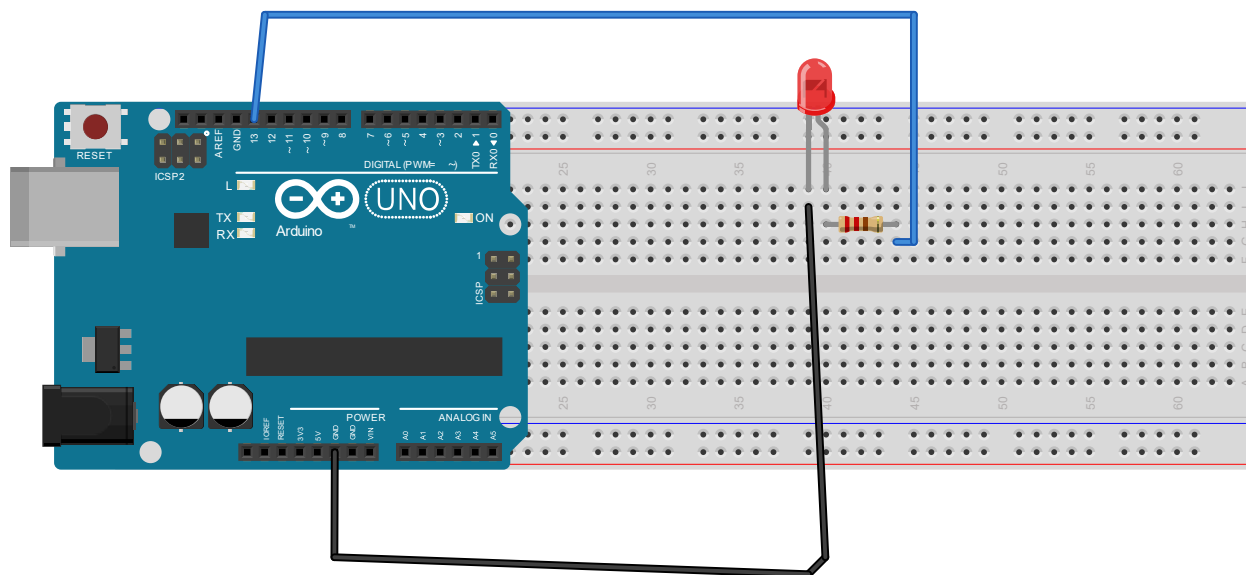 RESET
ICSP2
AREF
GND
13
12
~11
~10
~9
8
7
~6
~5
4
~3
2
TX0 ▶ 1
RX0 ◀ 0
DIGITAL (PWM= ~)
L
TX
RX
UNO
ON
Arduino
™
1
ICSP
POWER
ANALOG IN
IOREF
RESET
3V3
5V
GND
GND
VIN
A0
A1
A2
A3
A4
A5
25
30
35
40
50
55
60
25
30
35
40
45
50
55
60